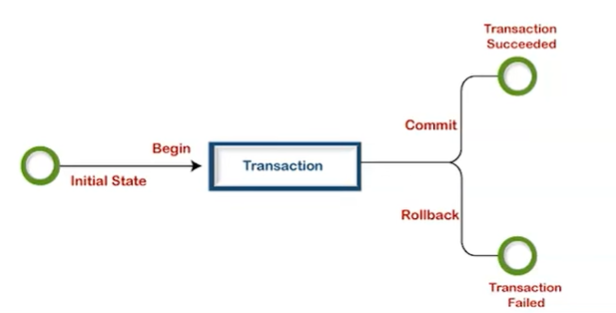 Transaction
Succeeded
Commit
Begin
Transaction
Initial State
Rollback
Transaction
Failed